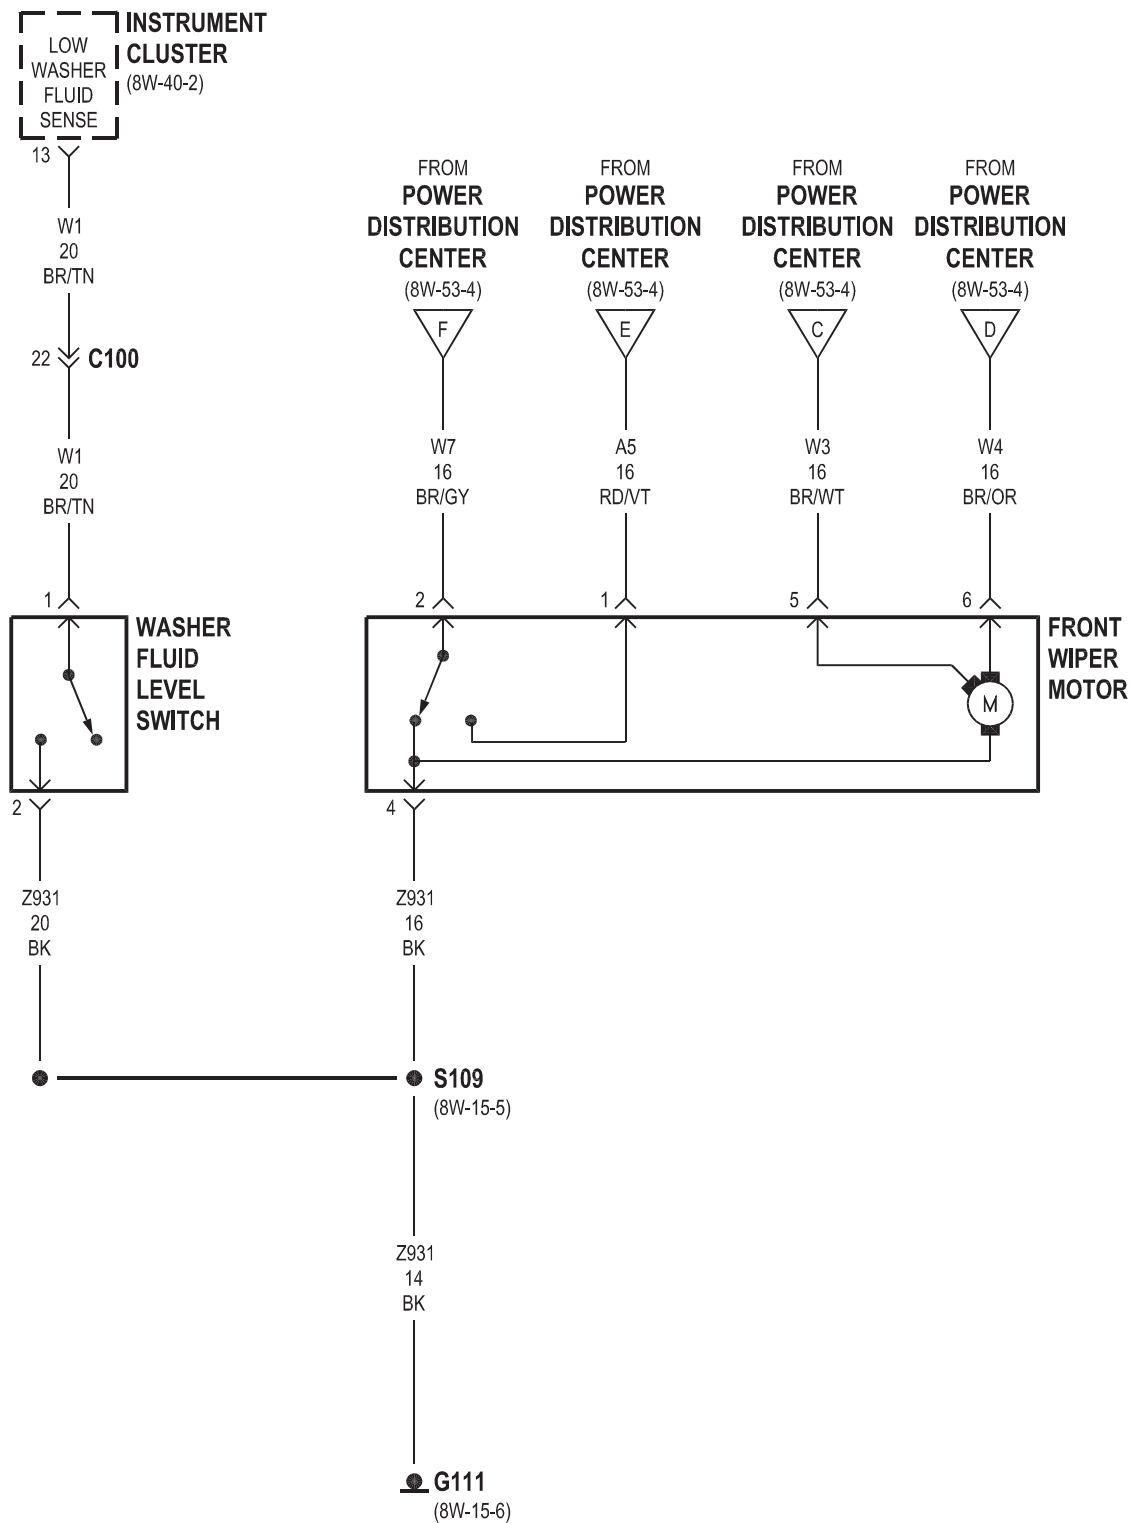 INSTRUMENT
CLUSTER
(8W-40-2)
LOW
WASHER
FLUID
SENSE
13
W1
20
BR/TN
22
C100
W1
20
BR/TN
1
WASHER
FLUID
LEVEL
SWITCH
2
Z931
20
BK
FROM
POWER
DISTRIBUTION
CENTER
(8W-53-4)
F
W7
16
BR/GY
2
FROM
POWER
DISTRIBUTION
CENTER
(8W-53-4)
E
A5
16
RD/VT
1
FROM
POWER
DISTRIBUTION
CENTER
(8W-53-4)
C
W3
16
BR/WT
5
FROM
POWER
DISTRIBUTION
CENTER
(8W-53-4)
D
W4
16
BR/OR
6
FRONT
WIPER
MOTOR
M
4
Z931
16
BK
S109
(8W-15-5)
Z931
14
BK
G111
(8W-15-6)